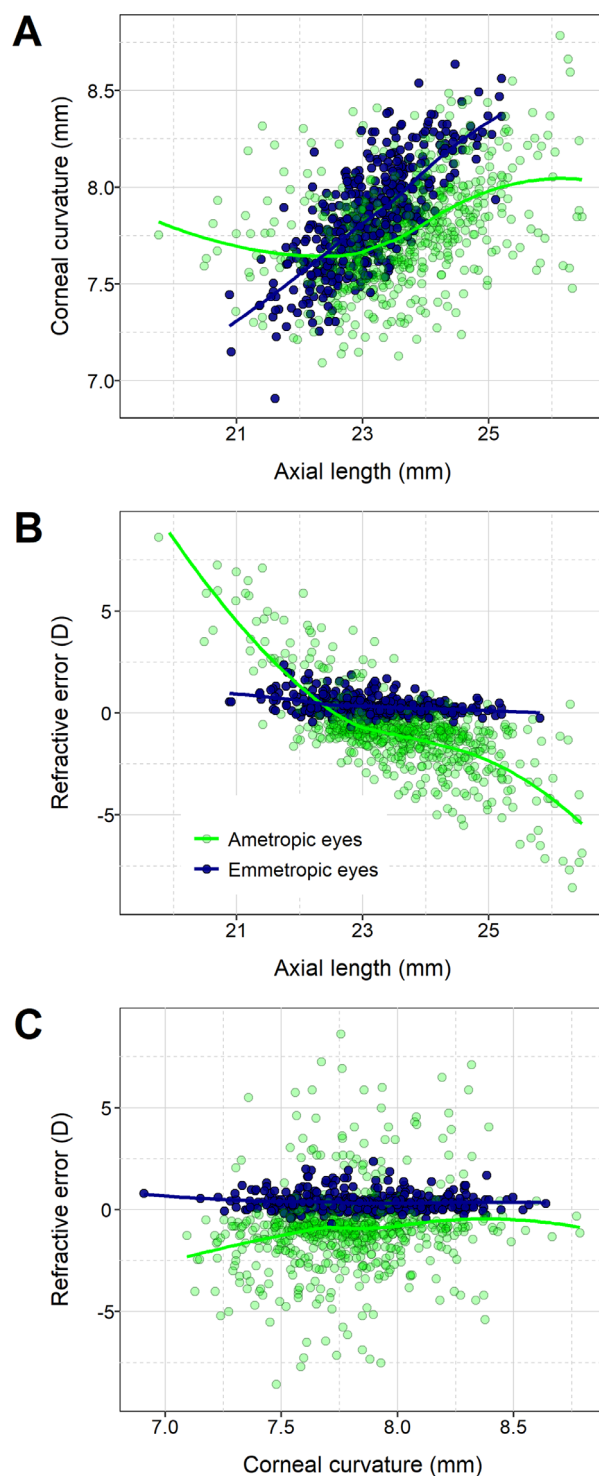 A
8.5
8.0
7.5
7.0
Corneal curvature (mm)
21
23
25
Axial length (mm)
B
5
0
-5
Refractive error (D)
Ametropic eyes
Emmetropic eyes
21
23
25
Axial length (mm)
C
5
0
-5
Refractive error (D)
7.0
7.5
8.0
8.5
Corneal curvature (mm)